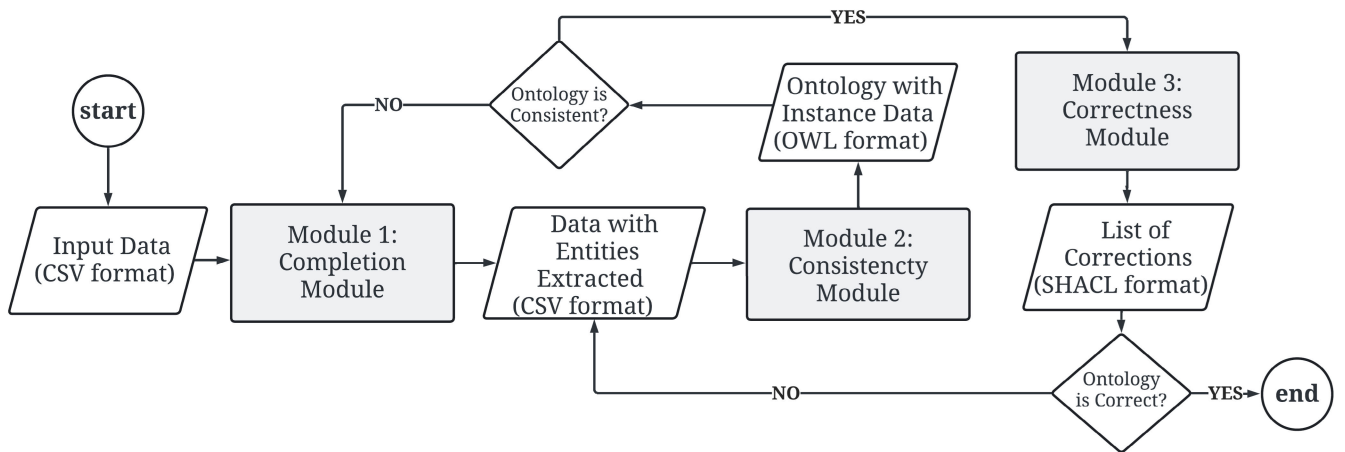 start
Input Data
(CSV format)
Module 1:
Completion
Module
Data with
Entities
Extracted
(CSV format)
Module 2:
Consistencty
Module
Ontology with
Instance Data
(OWL format)
Ontology is
Consistent?
NO
YES
Module 3:
Correctness
Module
List of
Corrections
(SHACL format)
Ontology
is Correct?
NO
YES
end